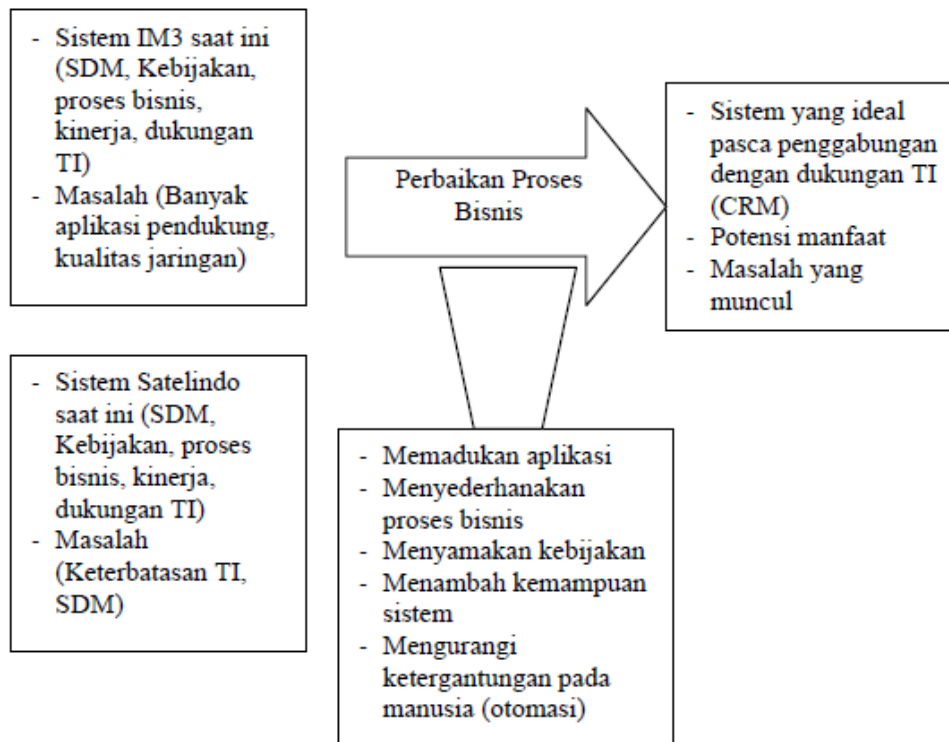 - Sistem IM3 saat ini
(SDM, Kebijakan,
proses bisnis,
kinerja, dukungan
TI)
- Masalah (Banyak
aplikasi pendukung,
kualitas jaringan)
- Sistem Satelindo
saat ini (SDM,
Kebijakan, proses
bisnis, kinerja,
dukungan TI)
- Masalah
(Keterbatasan TI,
SDM)
Perbaikan Proses
Bisnis
- Memadukan aplikasi
- Menyederhanakan
proses bisnis
- Menyamakan kebijakan
- Menambah kemampuan
sistem
- Mengurangi
ketergantungan pada
manusia (otomasi)
- Sistem yang ideal
pasca penggabungan
dengan dukungan TI
(CRM)
- Potensi manfaat
- Masalah yang
muncul